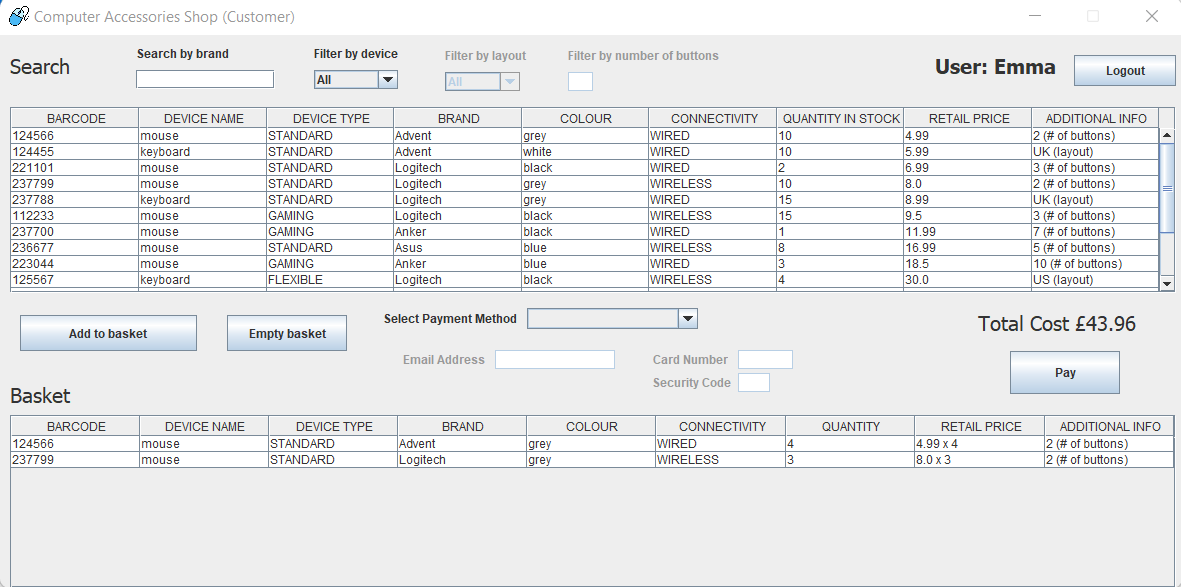 Computer Accessories Shop (Customer)
Search
Search by brand
Filter by device
All
Filter by layout
All
Filter by number of buttons
User: Emma
Logout
BARCODE DEVICE NAME DEVICE TYPE BRAND COLOUR CONNECTIVITY QUANTITY IN STOCK RETAIL PRICE ADDITIONAL INFO
124566 mouse STANDARD Advent grey WIRED 10 4.99 2 (# of buttons)
124455 keyboard STANDARD Advent white WIRED 10 5.99 UK (layout)
221101 mouse STANDARD Logitech black WIRED 2 6.99 3 (# of buttons)
237799 mouse STANDARD Logitech grey WIRELESS 10 8.0 2 (# of buttons)
237788 keyboard STANDARD Logitech grey WIRED 15 8.99 UK (layout)
112233 mouse GAMING Logitech black WIRELESS 15 9.5 3 (# of buttons)
237700 mouse GAMING Anker black WIRED 1 11.99 7 (# of buttons)
236677 mouse STANDARD Asus blue WIRELESS 8 16.99 5 (# of buttons)
223044 mouse GAMING Anker blue WIRED 3 18.5 10 (# of buttons)
125567 keyboard FLEXIBLE Logitech black WIRELESS 4 30.0 US (layout)
Add to basket
Empty basket
Select Payment Method
Total Cost £43.96
Email Address
Card Number
Security Code
Pay
Basket
BARCODE DEVICE NAME DEVICE TYPE BRAND COLOUR CONNECTIVITY QUANTITY RETAIL PRICE ADDITIONAL INFO
124566 mouse STANDARD Advent grey WIRED 4 4.99 x 4 2 (# of buttons)
237799 mouse STANDARD Logitech grey WIRELESS 3 8.0 x 3 2 (# of buttons)